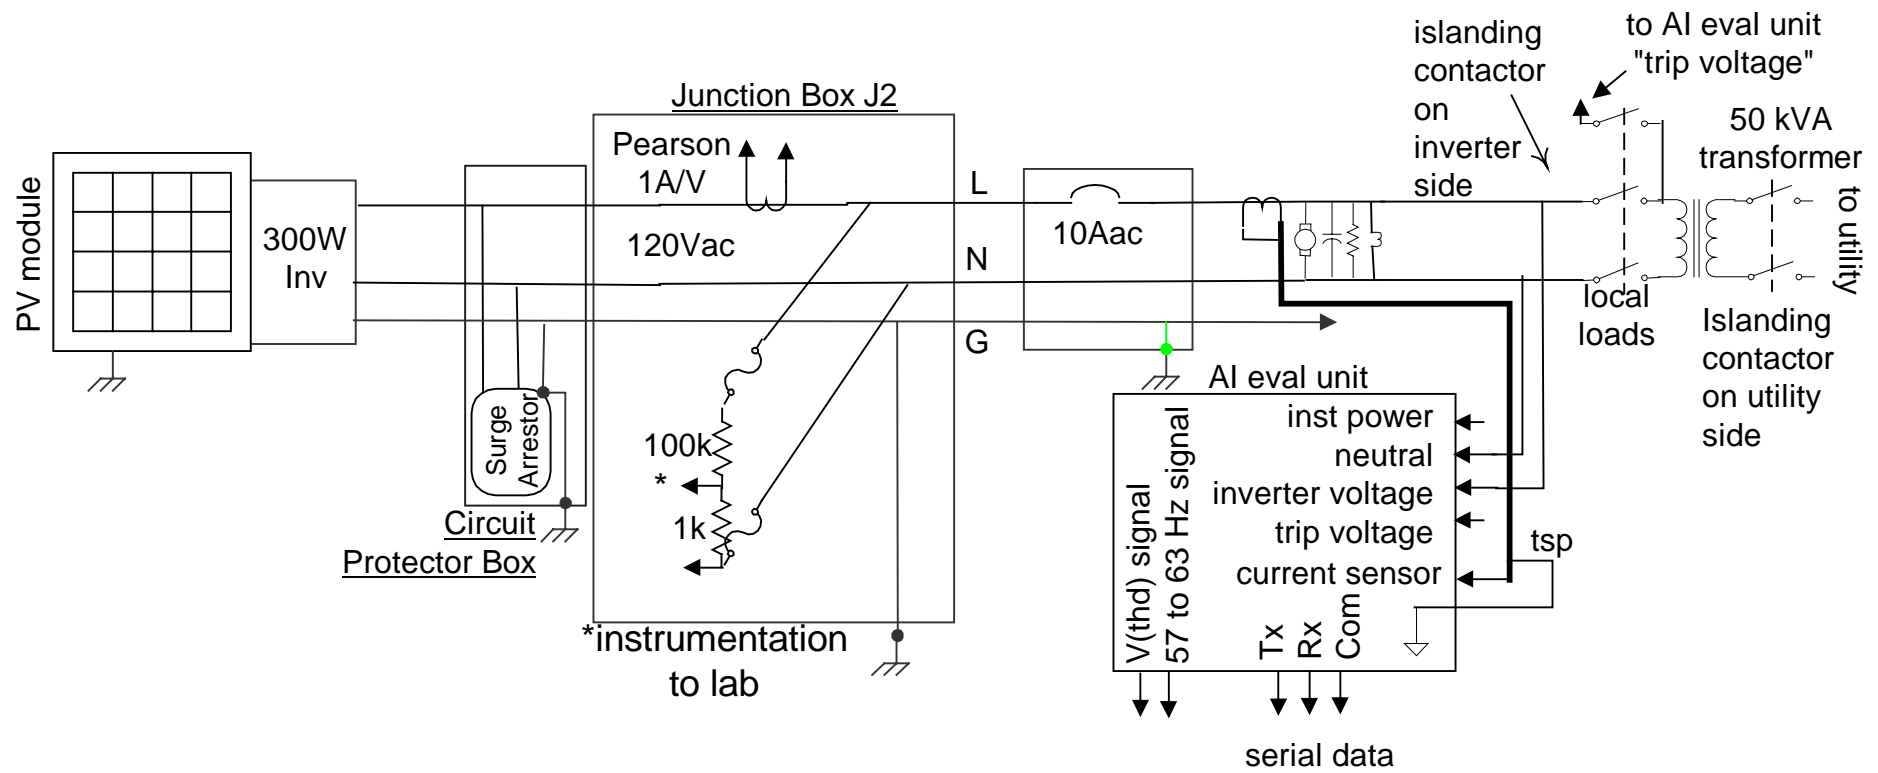 PV module
300W
Inv
Surge
Arrestor
Circuit
Protector Box
Junction Box J2
Pearson
1A/V
120Vac
100k
*
1k
*instrumentation
to lab
L
N
G
10Aac
islanding
contactor
on
inverter
side
to AI eval unit
"trip voltage"
50 kVA
transformer
to utility
local
loads
Islanding
contactor
on utility
side
AI eval unit
inst power
neutral
inverter voltage
trip voltage
current sensor
tsp
V(thd) signal
57 to 63 Hz signal
Tx
Rx
Com
serial data